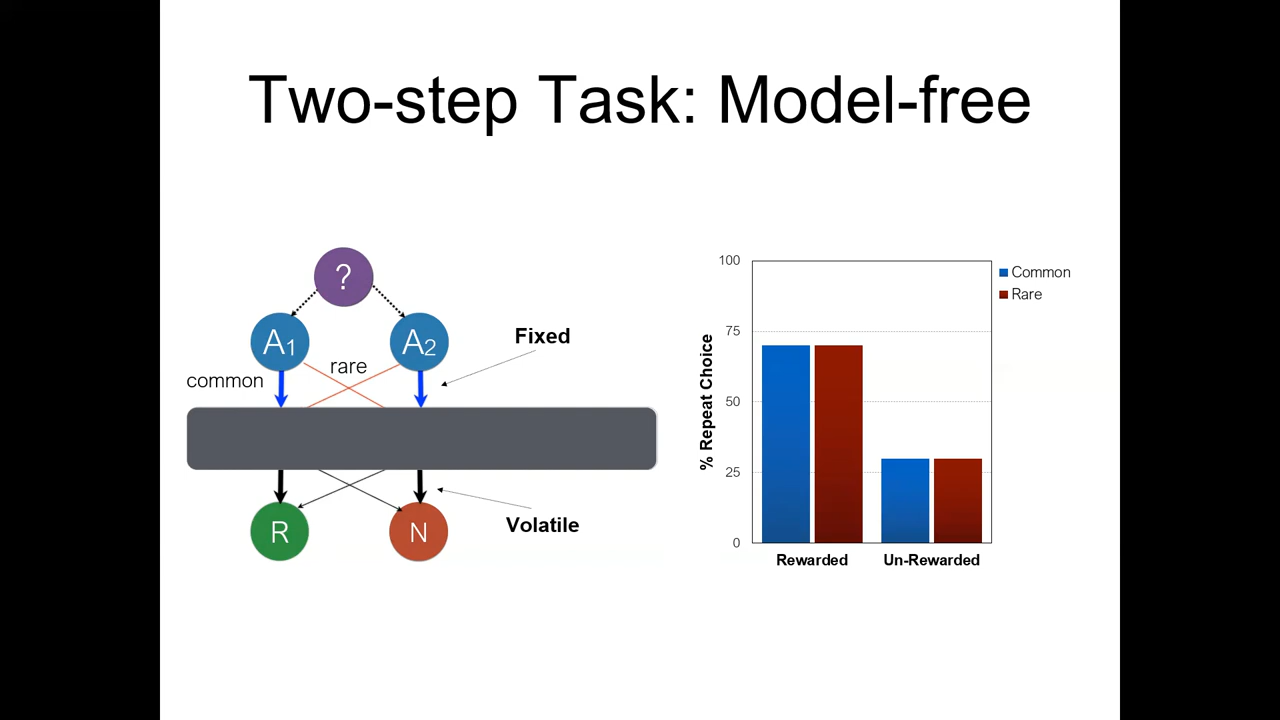 Two-step Task: Model-free
?
A1
A2
common
rare
Fixed
R
N
Volatile
100
75
50
25
0
% Repeat Choice
Rewarded
Un-Rewarded
Common
Rare